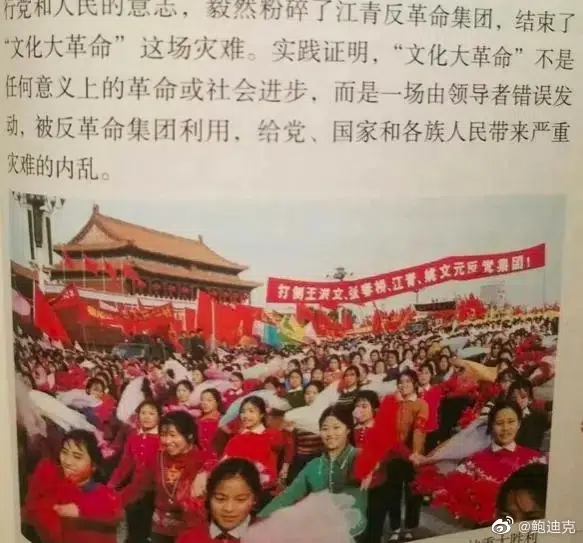 行党和人民的意志，毅然粉碎了江青反革命集团，结束了
“文化大革命”这场灾难。实践证明，“文化大革命”不是
任何意义上的革命或社会进步，而是一场由领导者错误发
动，被反革命集团利用，给党、国家和各族人民带来严重
灾难的内乱。
打倒王洪文、张春桥、江青、姚文元反党集团！
大胜利
@鲍迪克